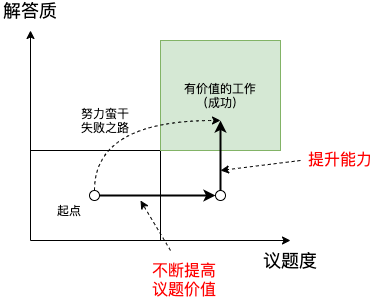 解答质
有价值的工作
(成功)
努力蛮干
失败之路
提升能力
起点
议题度
不断提高
议题价值